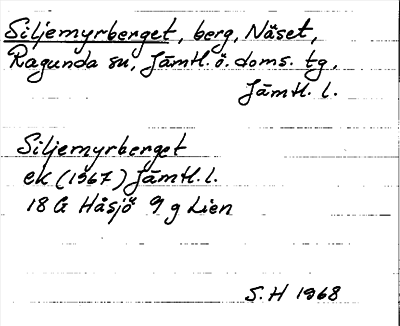 Siljemyrberget, berg, Näset,
Ragunda sn, Jämtl. ö. doms. tg,
Jämtl. l.
Siljemyrberget
ek (1967) Jämtl. l.
18 G Håsjö 9 g Lien
S. H 1968